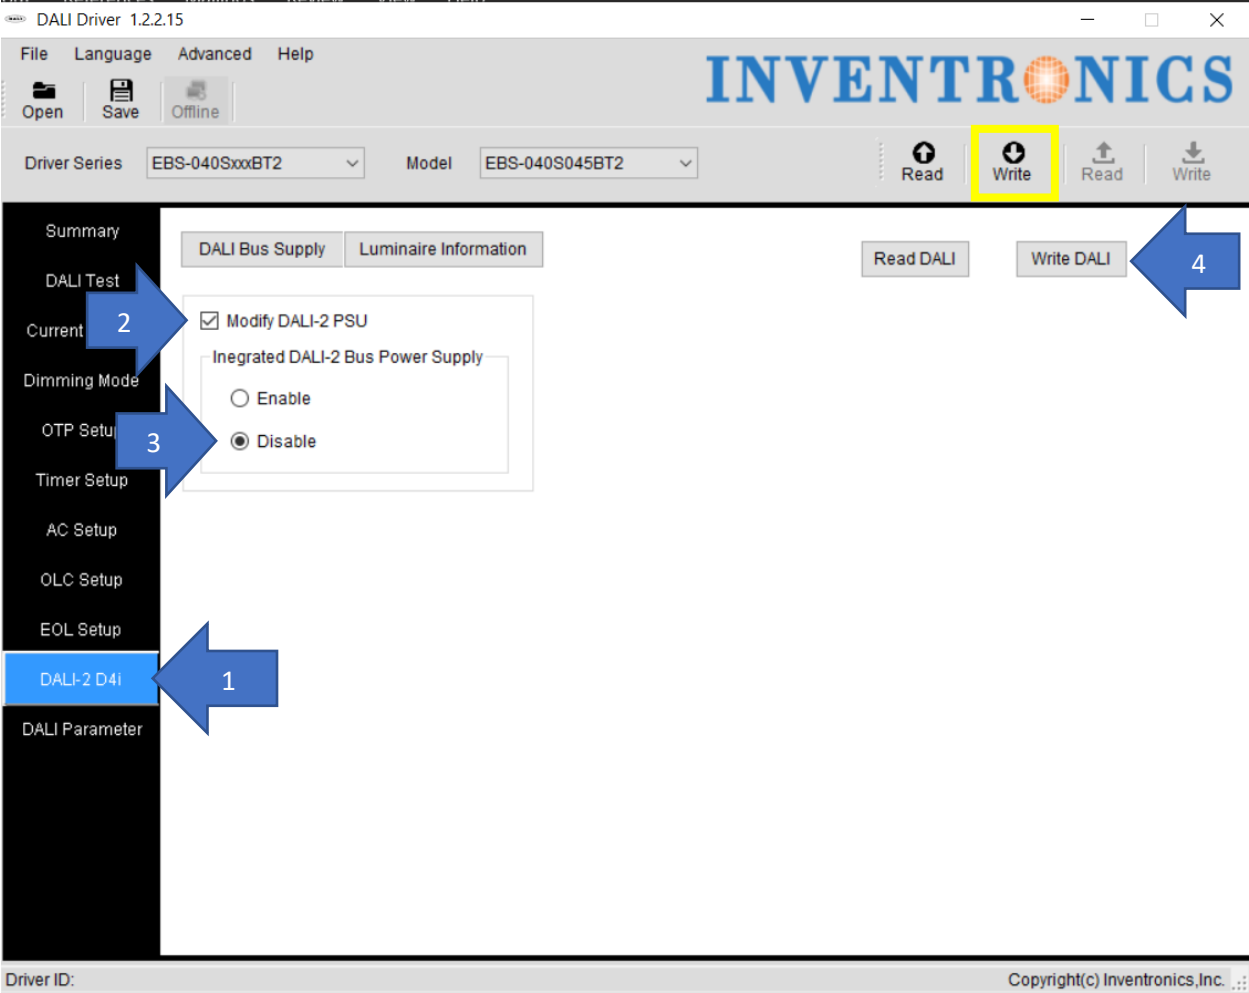 DALI Driver 1.2.2.15
File Language Advanced Help
INVENTRONICS
Open Save Offline
Driver Series EBS-040SxxxBT2 Model EBS-040S045BT2 Read Write Read Write
Summary
DALI Bus Supply Luminaire Information Read DALI Write DALI 4
DALI Test
2 Modify DALI-2 PSU
Current
Inegrated DALI-2 Bus Power Supply
Dimming Mode
Enable
OTP Setup
3 Disable
Timer Setup
AC Setup
OLC Setup
EOL Setup
DALI-2 D4i 1
DALI Parameter
Driver ID: Copyright(c) Inventronics,Inc.